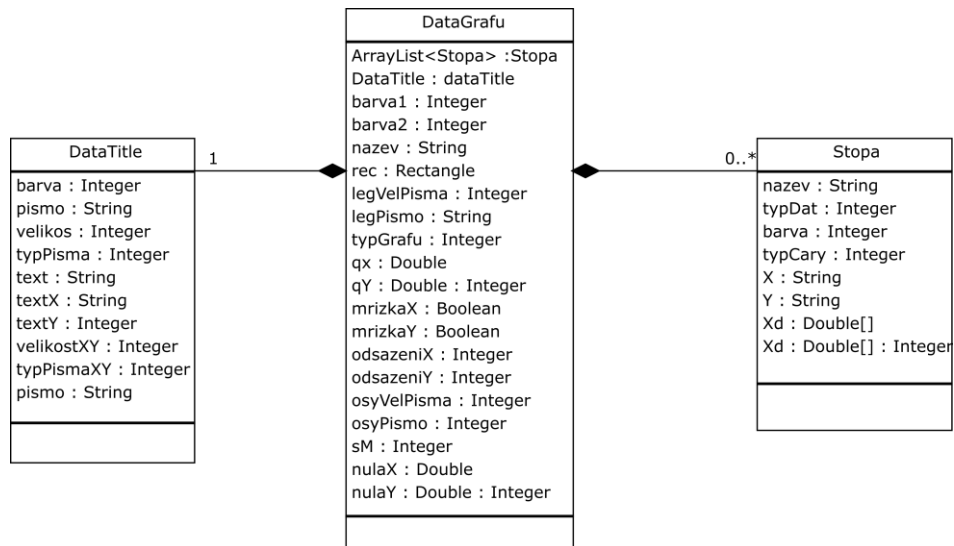 DataGrafu
ArrayList<Stopa> :Stopa
DataTitle : dataTitle
barva1 : Integer
barva2 : Integer
nazev : String
rec : Rectangle
legVelPisma : Integer
legPismo : String
typGrafu : Integer
qx : Double
qY : Double : Integer
mrizkaX : Boolean
mrizkaY : Boolean
odsazeniX : Integer
odsazeniY : Integer
osyVelPisma : Integer
osyPismo : Integer
sM : Integer
nulaX : Double
nulaY : Double : Integer
DataTitle
barva : Integer
pismo : String
velikos : Integer
typPisma : Integer
text : String
textX : String
textY : Integer
velikostXY : Integer
typPismaXY : Integer
pismo : String
1
0..*
Stopa
nazev : String
typDat : Integer
barva : Integer
typCary : Integer
X : String
Y : String
Xd : Double[]
Xd : Double[] : Integer